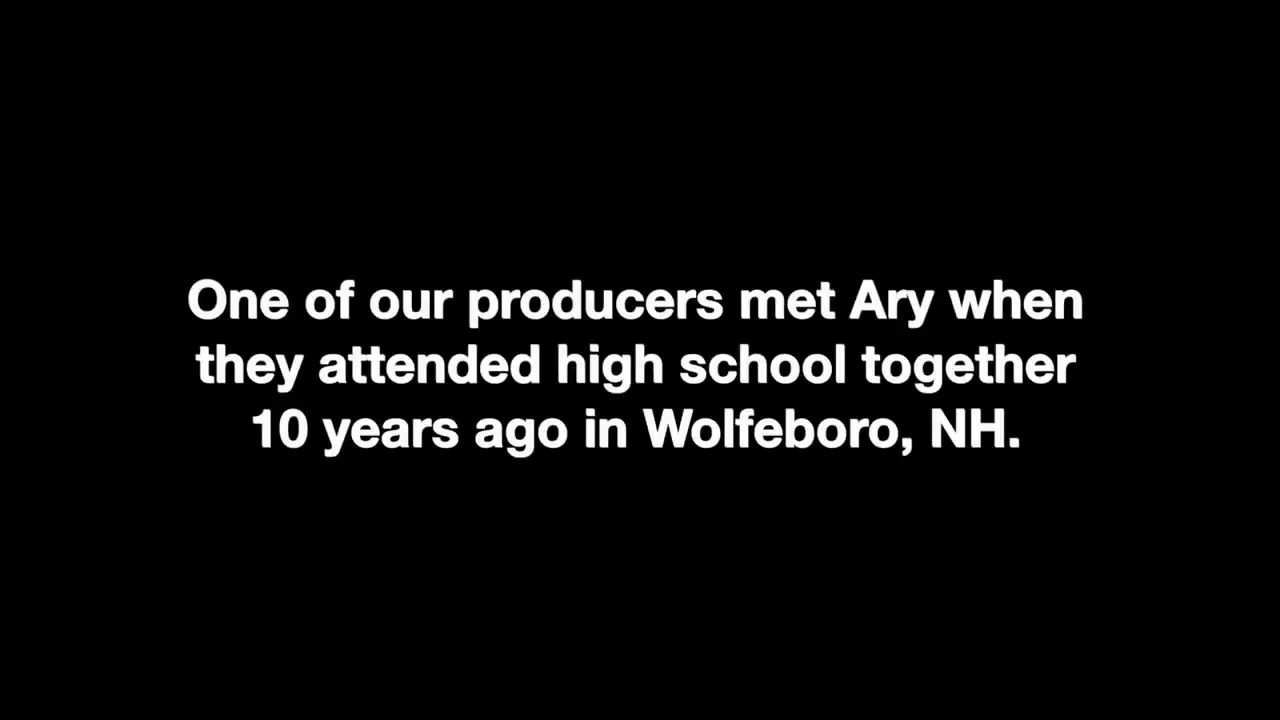 One of our producers met Ary when
they attended high school together
10 years ago in Wolfeboro, NH.